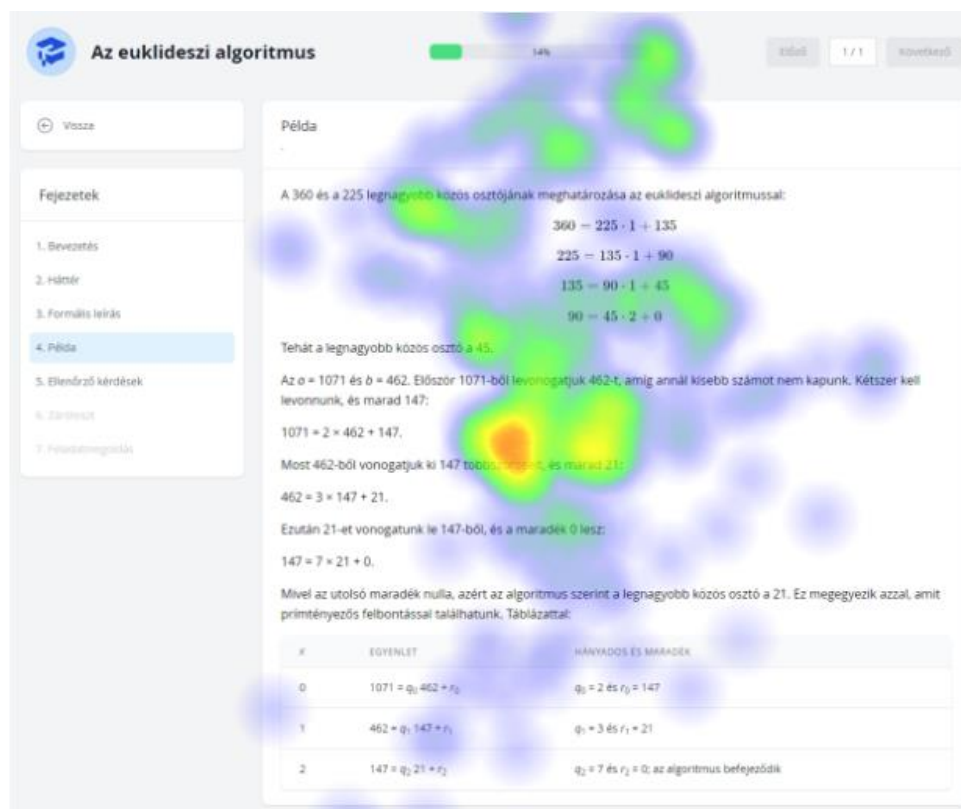 Az euklideszi algoritmus
14%
Előző
1 / 1
Következő
Vissza
Példa
Fejezetek
1. Bevezetés
2. Háttér
3. Formális leírás
4. Példa
5. Ellenőrző kérdések
6. Záróteszt
7. Feladatmegoldás
A 360 és a 225 legnagyobb közös osztójának meghatározása az euklideszi algoritmussal:
360 = 225 · 1 + 135
225 = 135 · 1 + 90
135 = 90 · 1 + 45
90 = 45 · 2 + 0
Tehát a legnagyobb közös osztó a 45.
Az a = 1071 és b = 462. Először 1071-ból levonogatjuk 462-t, amíg annál kisebb számot nem kapunk. Kétszer kell
levonnunk, és marad 147:
1071 = 2 × 462 + 147.
Most 462-ből vonogatjuk ki 147 többszöröseit, és marad 21:
462 = 3 × 147 + 21.
Ezután 21-et vonogatunk le 147-ból, és a maradék 0 lesz:
147 = 7 × 21 + 0.
Mivel az utolsó maradék nulla, azért az algoritmus szerint a legnagyobb közös osztó a 21. Ez megegyezik azzal, amit
prímtényezős felbontással találhatunk. Táblázattal:
# EGYENLET HÁNYADOS ÉS MARADÉK
0 1071 = q₀ 462 + r₀ q₀ = 2 és r₀ = 147
1 462 = q₁ 147 + r₁ q₁ = 3 és r₁ = 21
2 147 = q₂ 21 + r₂ q₂ = 7 és r₂ = 0; az algoritmus befejeződik